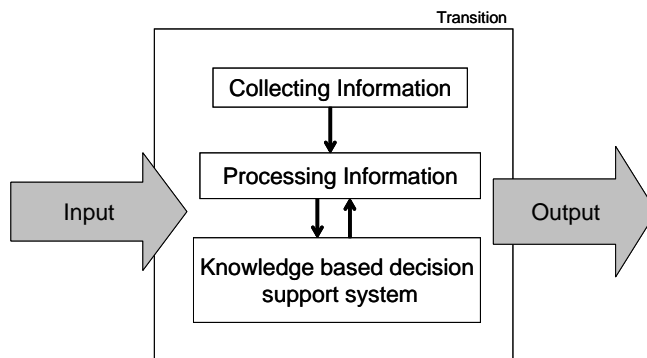 Transition
Collecting Information
Processing Information
Input
Output
Knowledge based decision
support system